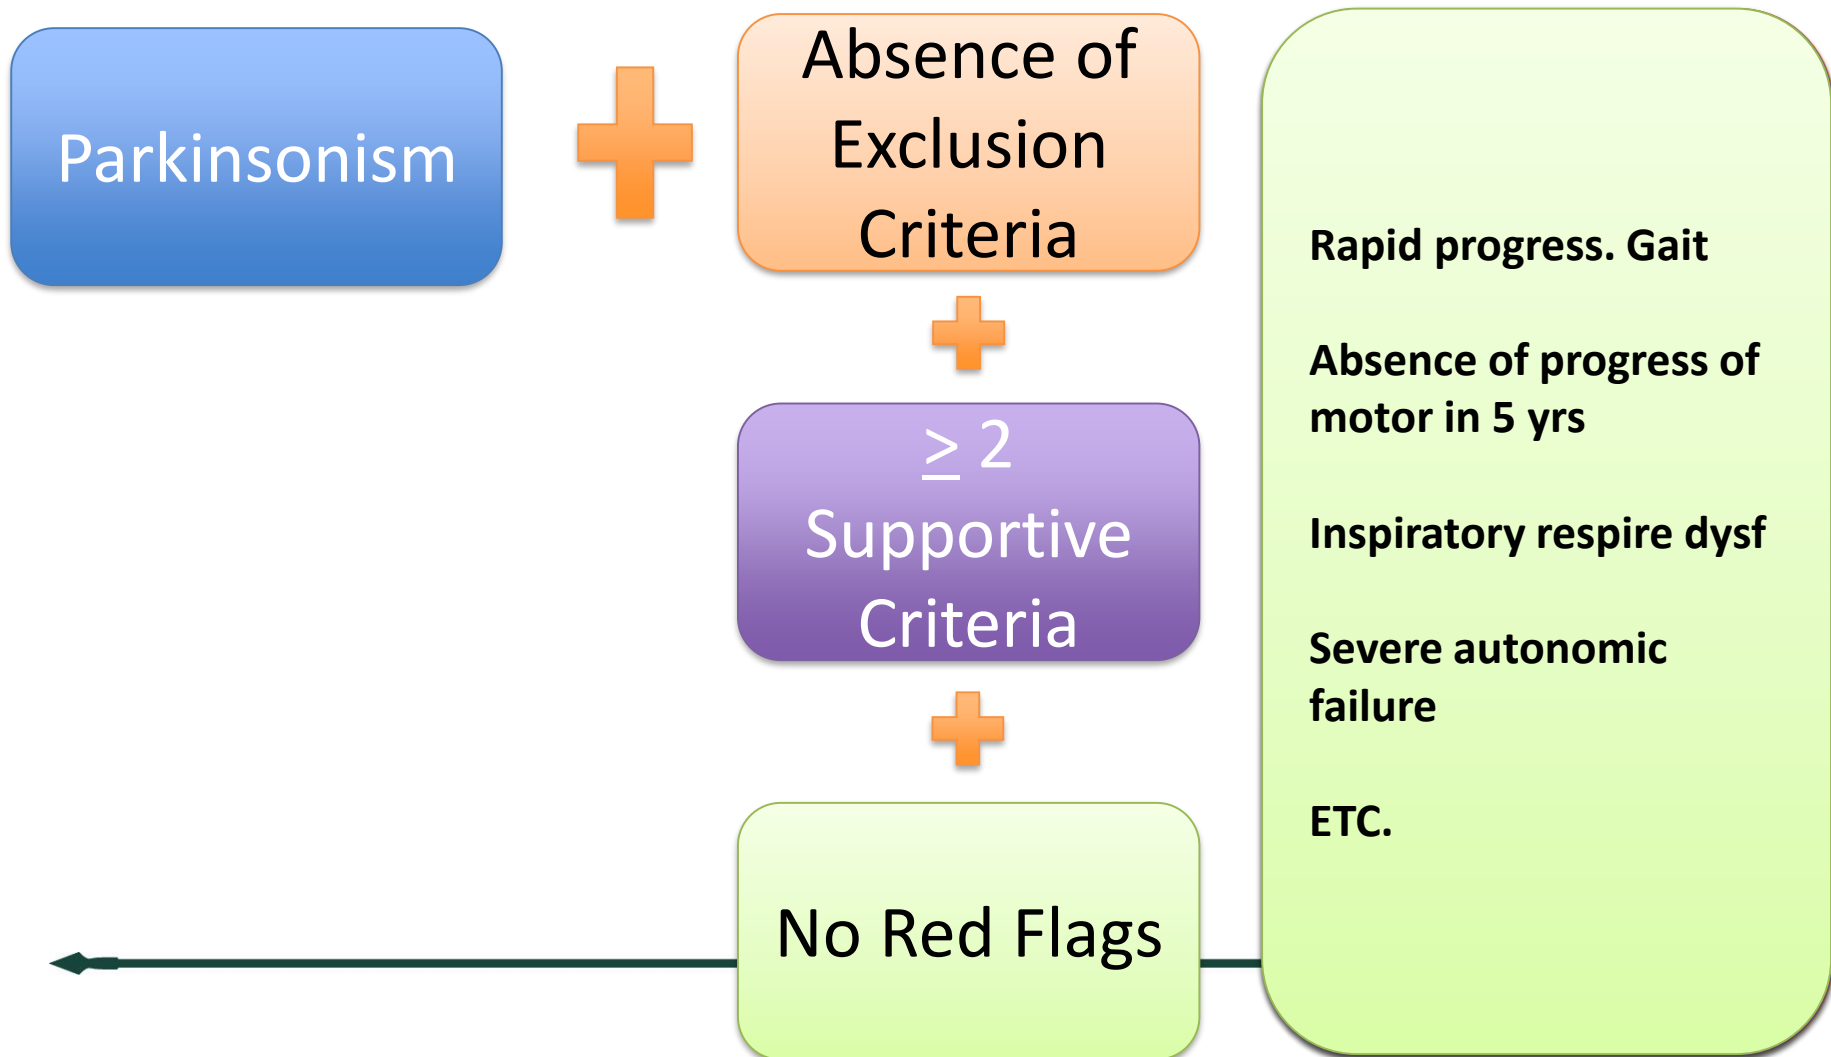 Parkinsonism
Absence of
Exclusion
Criteria
≥ 2
Supportive
Criteria
No Red Flags
Rapid progress. Gait
Absence of progress of
motor in 5 yrs
Inspiratory respire dysf
Severe autonomic
failure
ETC.